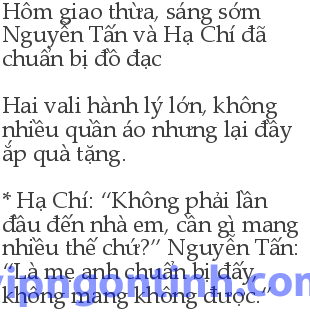 Hôm giao thừa, sáng sớm
Nguyễn Tấn và Hạ Chí đã
chuẩn bị đồ đạc
Hai vali hành lý lớn, không
nhiều quần áo nhưng lại đầy
ắp quà tặng.
* Hạ Chí: “Không phải lần
đầu đến nhà em, cần gì mang
nhiều thế chứ?” Nguyễn Tấn:
“Là mẹ anh chuẩn bị đấy,
không mang không được.”